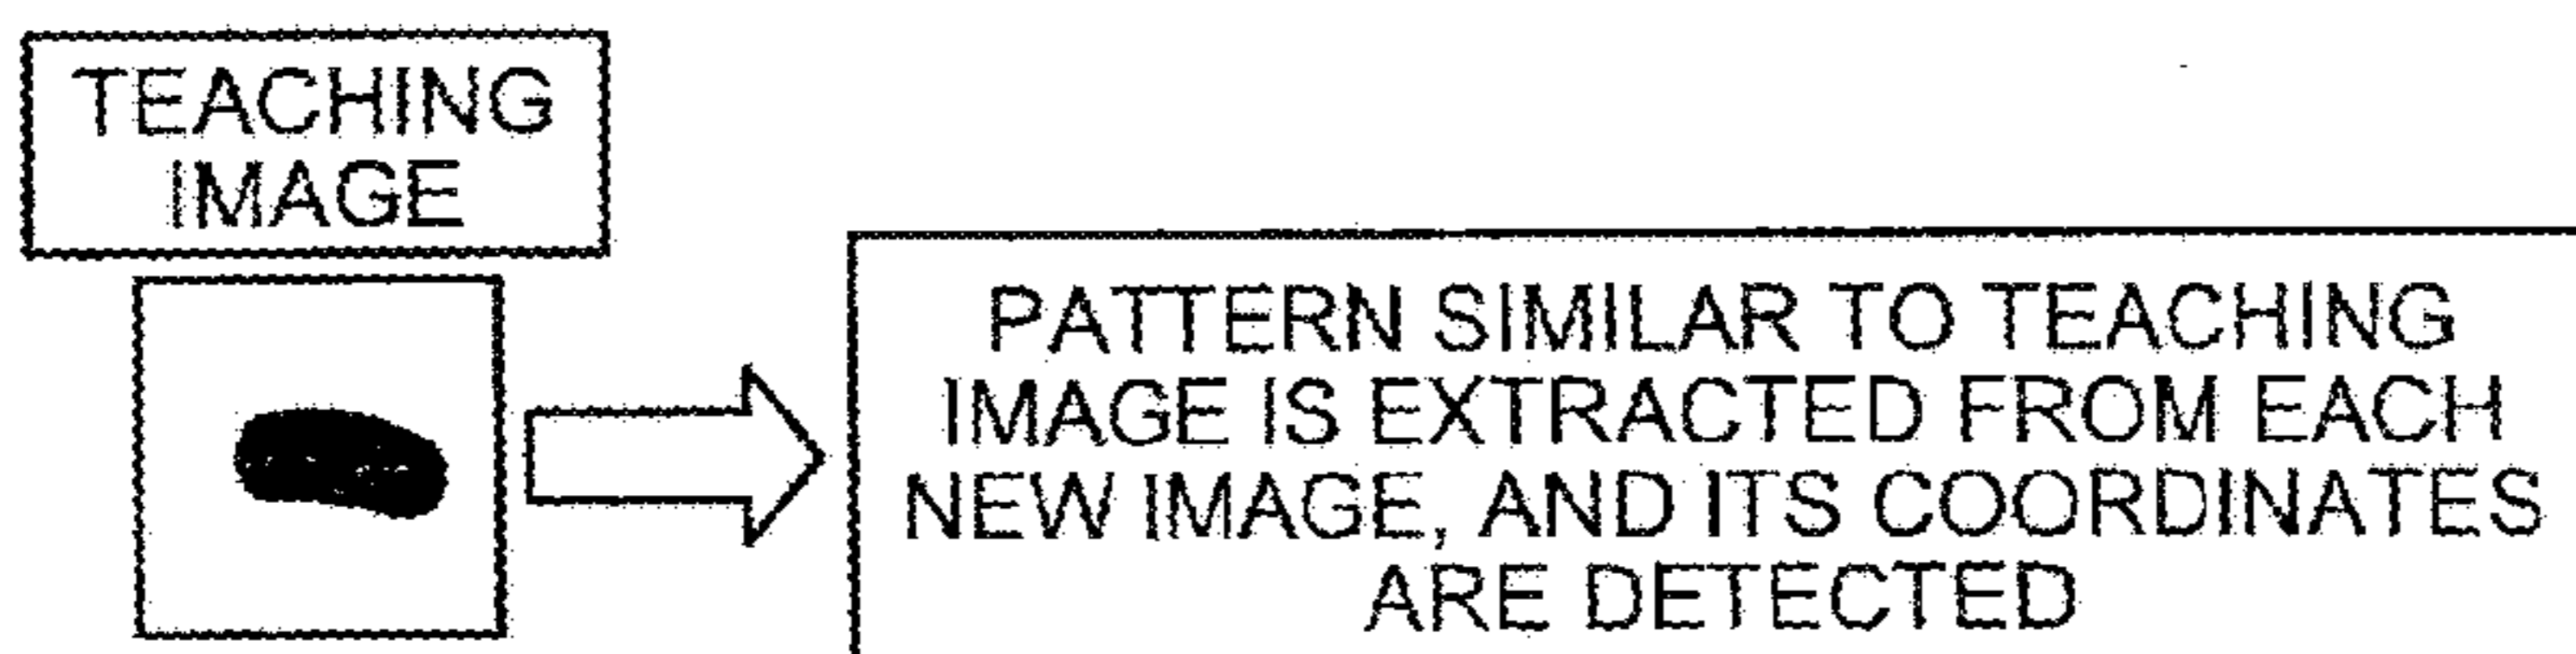 TEACHING
IMAGE
PATTERN SIMILAR TO TEACHING
IMAGE IS EXTRACTED FROM EACH
NEW IMAGE, AND ITS COORDINATES
ARE DETECTED